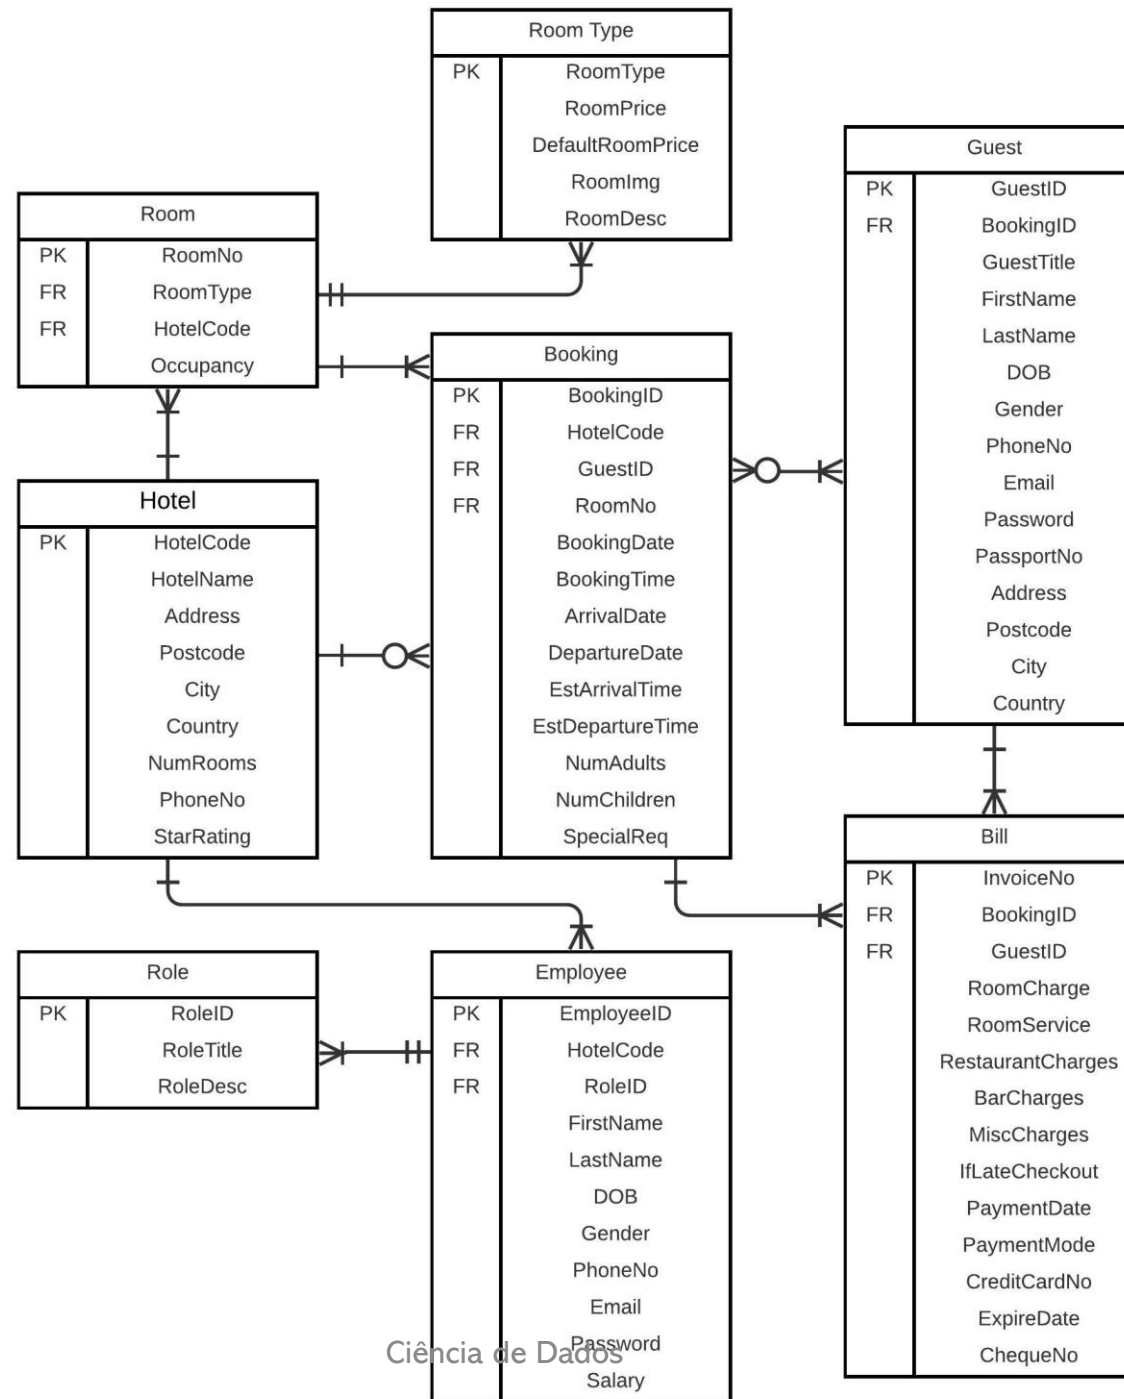 Room Type
PK RoomType
RoomPrice
DefaultRoomPrice
RoomImg
RoomDesc
Room
PK RoomNo
FR RoomType
FR HotelCode
Occupancy
Guest
PK GuestID
FR BookingID
GuestTitle
FirstName
LastName
DOB
Gender
PhoneNo
Email
Password
PassportNo
Address
Postcode
City
Country
Booking
PK BookingID
FR HotelCode
FR GuestID
FR RoomNo
BookingDate
BookingTime
ArrivalDate
DepartureDate
EstArrivalTime
EstDepartureTime
NumAdults
NumChildren
SpecialReq
Hotel
PK HotelCode
HotelName
Address
Postcode
City
Country
NumRooms
PhoneNo
StarRating
Bill
PK InvoiceNo
FR BookingID
FR GuestID
RoomCharge
RoomService
RestaurantCharges
BarCharges
MiscCharges
IfLateCheckout
PaymentDate
PaymentMode
CreditCardNo
ExpireDate
ChequeNo
Role
PK RoleID
RoleTitle
RoleDesc
Employee
PK EmployeeID
FR HotelCode
FR RoleID
FirstName
LastName
DOB
Gender
PhoneNo
Email
Password
Salary
Ciência de Dados